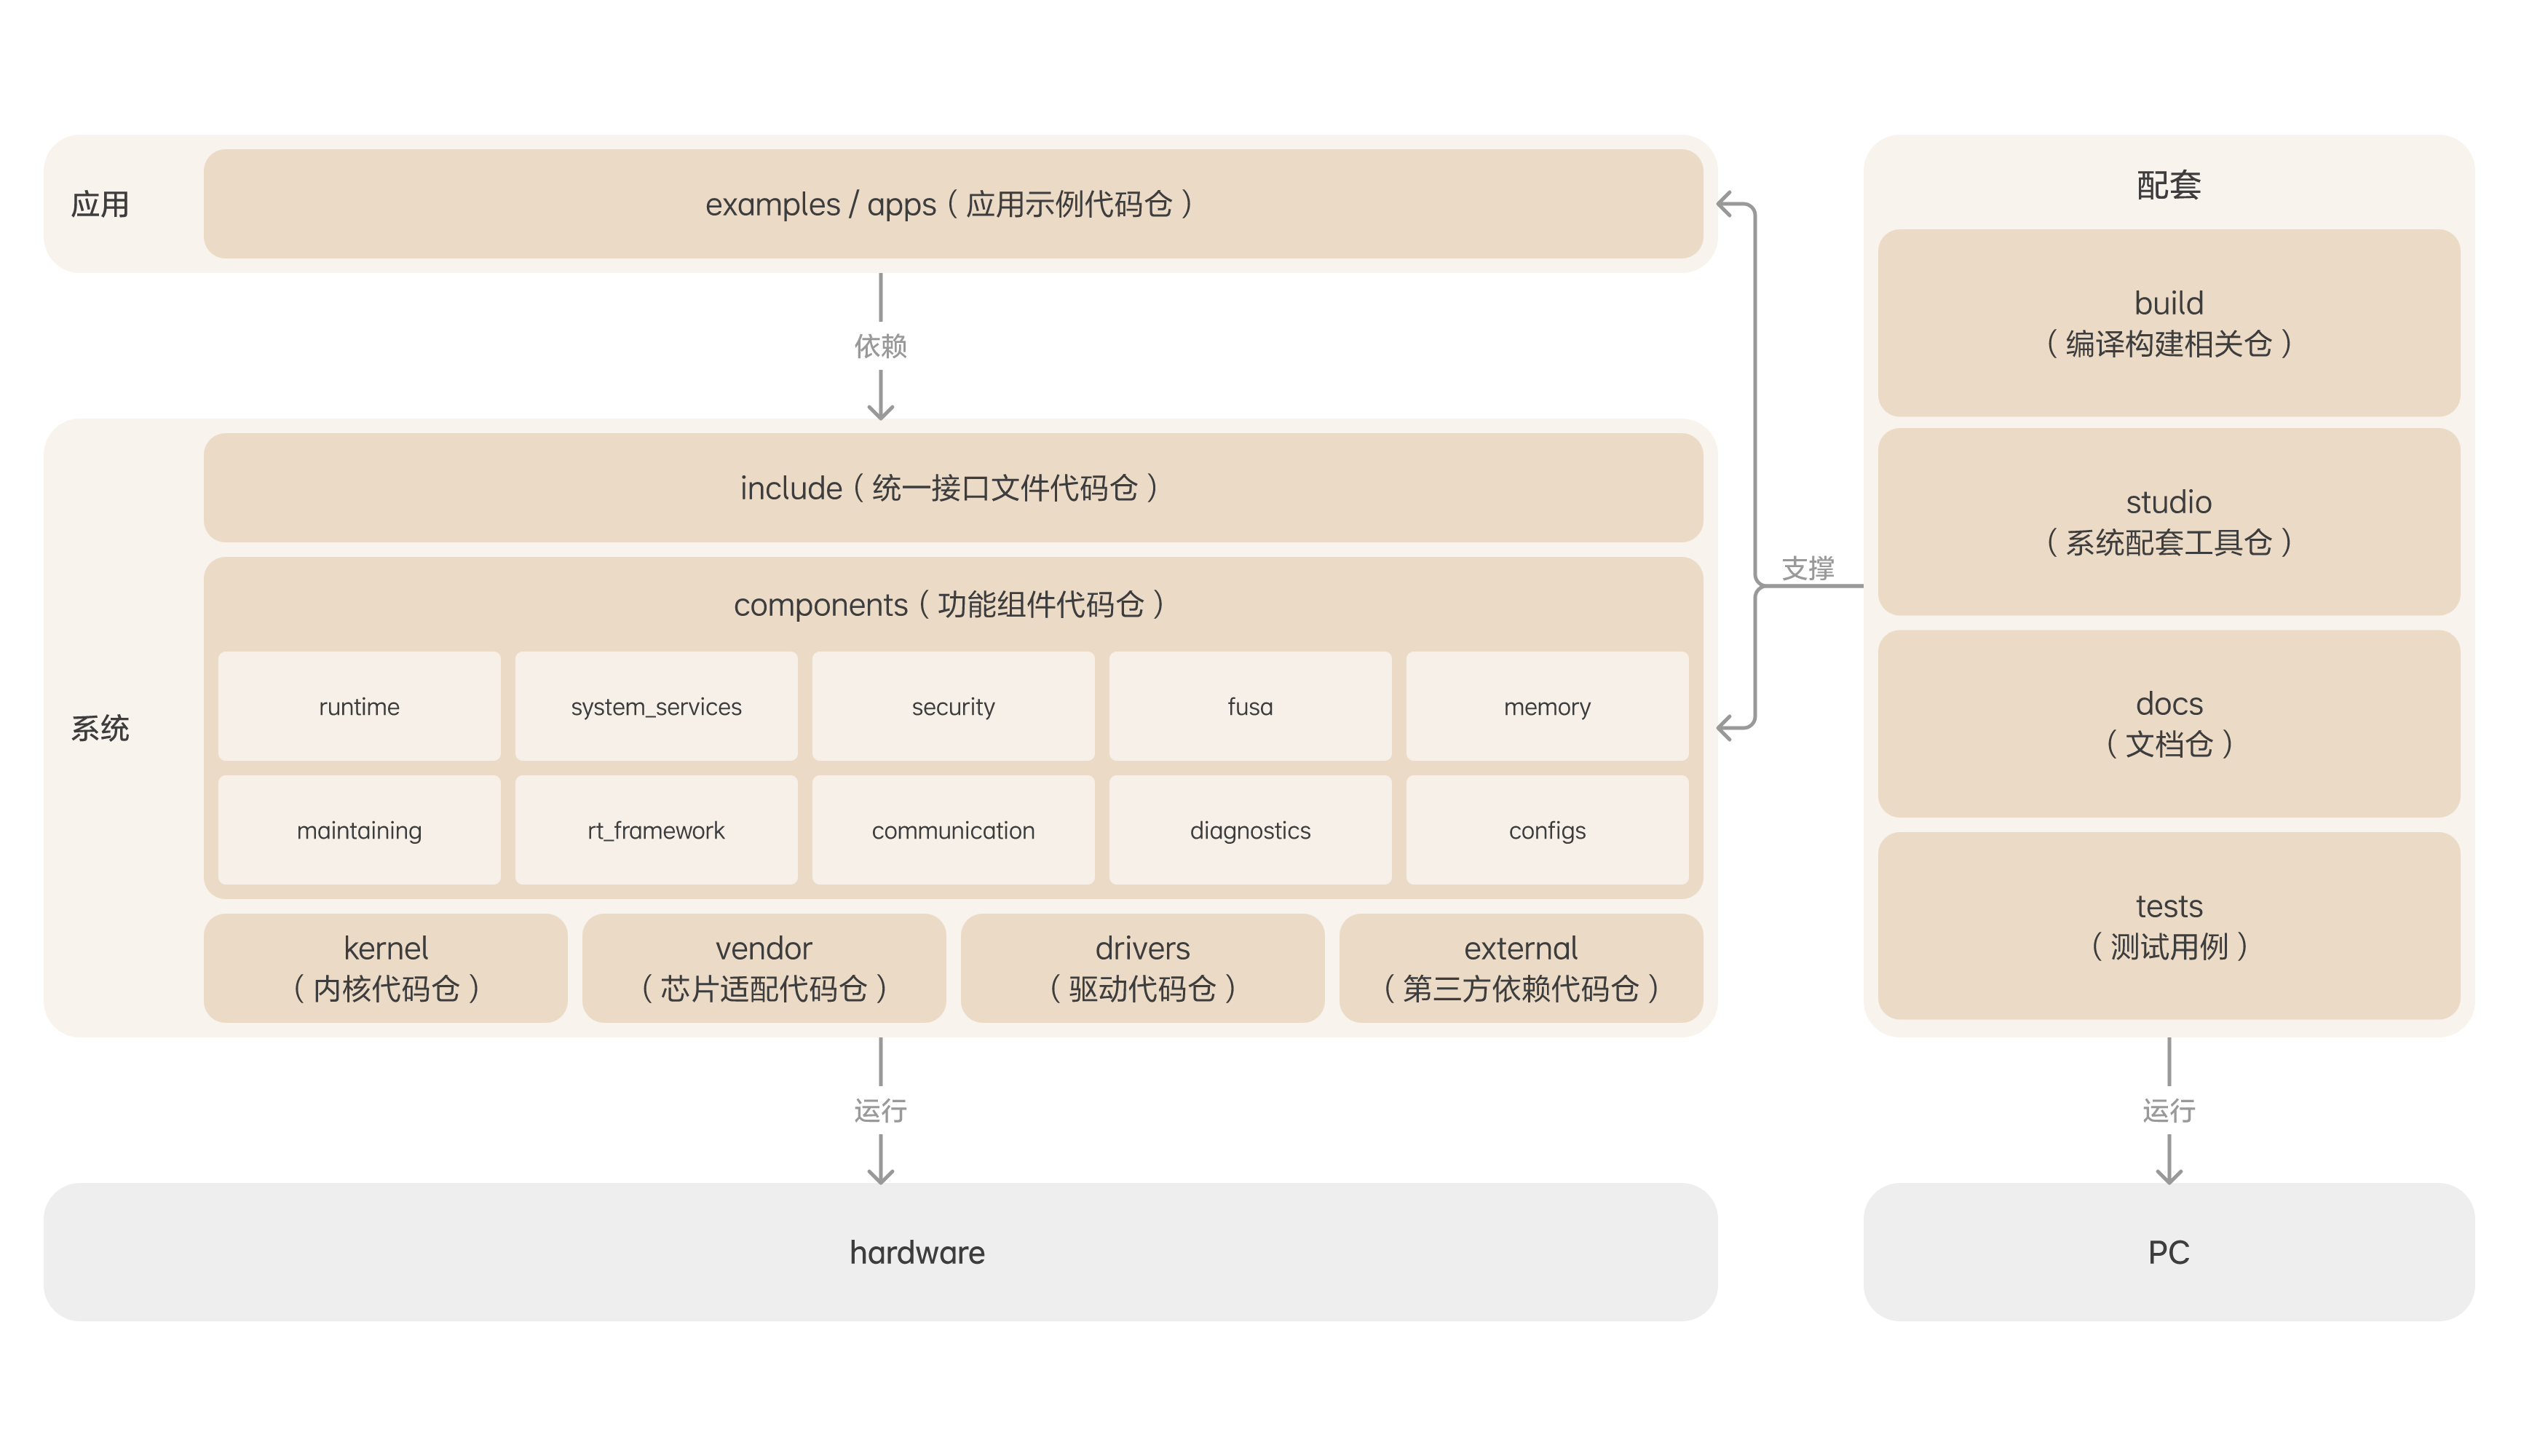 应用
examples / apps（应用示例代码仓）
依赖
系统
include（统一接口文件代码仓）
components（功能组件代码仓）
runtime
system_services
security
fusa
memory
maintaining
rt_framework
communication
diagnostics
configs
kernel
（内核代码仓）
vendor
（芯片适配代码仓）
drivers
（驱动代码仓）
external
（第三方依赖代码仓）
运行
hardware
支撑
配套
build
（编译构建相关仓）
studio
（系统配套工具仓）
docs
（文档仓）
tests
（测试用例）
运行
PC